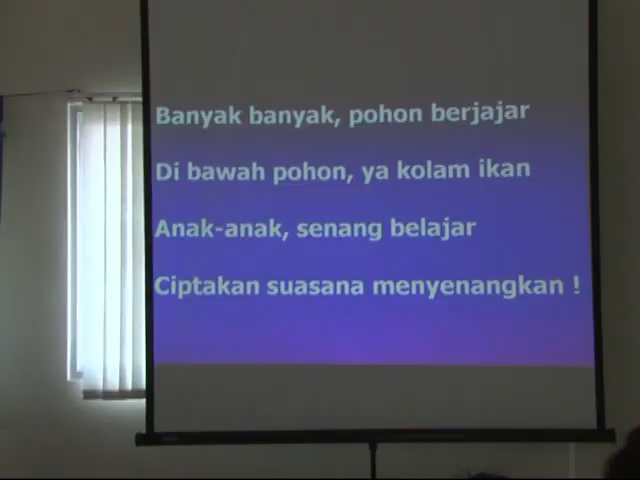 Banyak banyak, pohon berjajar
Di bawah pohon, ya kolam ikan
Anak-anak, senang belajar
Ciptakan suasana menyenangkan !